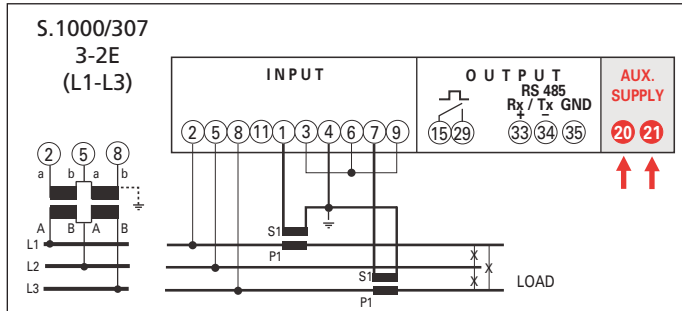 S.1000/307
3-2E
(L1-L3)
INPUT
OUTPUT
RS 485
Rx / Tx GND
+ −
AUX.
SUPPLY
2 5 8 11 1 3 4 6 7 9
15 29 33 34 35
20 21
2 5 8
a b a b
A B A B
L1
L2
L3
S1
P1
S1
P1
X
X
X
LOAD